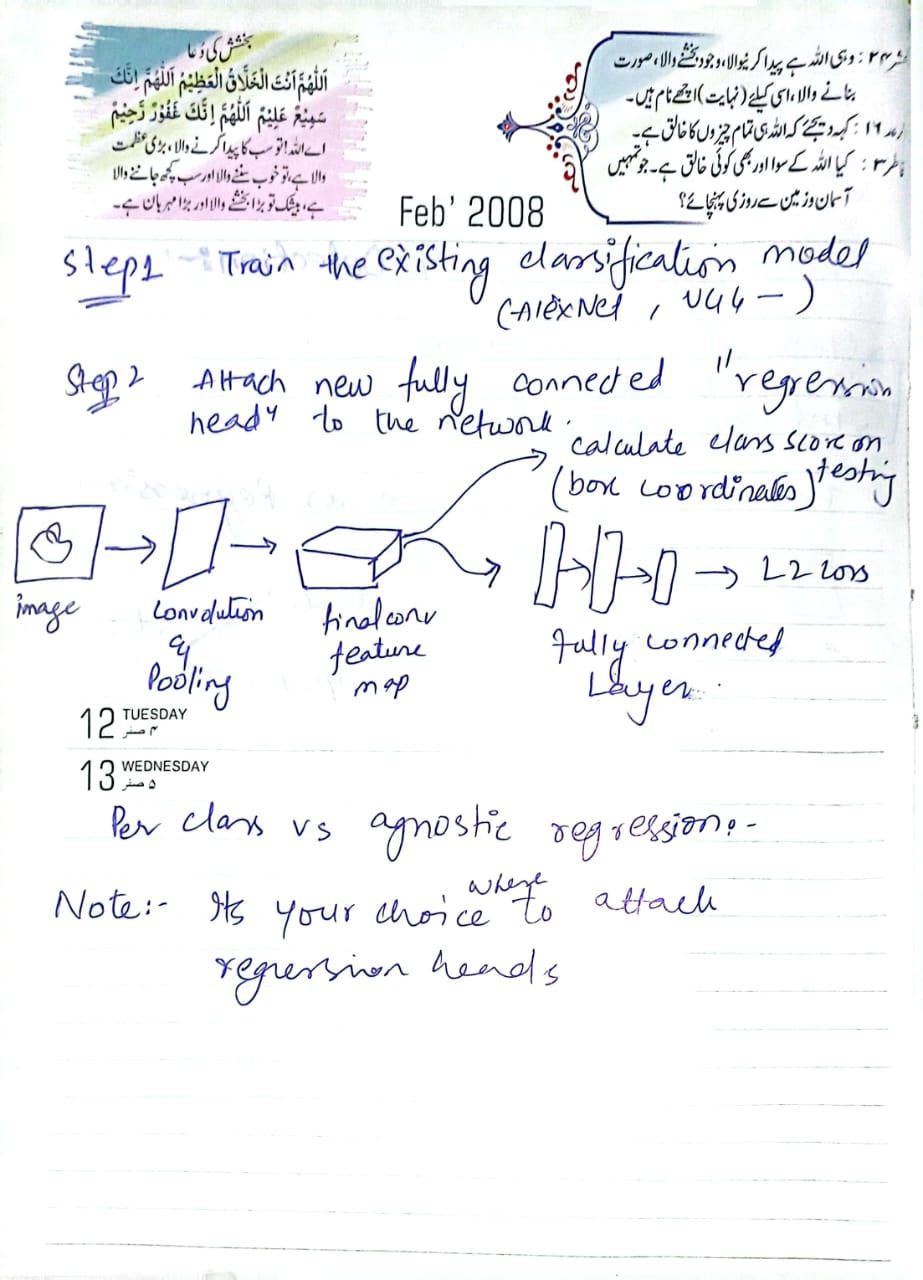 بخشش کی دُعا
اَللّٰهُمَّ اَنْتَ الْخَلَّاقُ الْعَظِيْمُ اَللّٰهُمَّ اِنَّكَ
سَمِيْعٌ عَلِيْمٌ اَللّٰهُمَّ اِنَّكَ غَفُوْرٌ رَّحِيْمٌ
اے اللہ! تو سب کا پیدا کرنے والا، بڑی عظمت
والا ہے، تو خوب سننے والا اور سب کچھ جاننے والا
ہے، بیشک تو بڑا بخشنے والا اور بڑا مہربان ہے۔
۲۴ : وہی اللہ ہے پیدا کرنیوالا، وجود بخشنے والا، صورت
بنانے والا، اسی کیلئے (نہایت) اچھے نام ہیں۔
۱۶ : کہہ دیجئے کہ اللہ ہی تمام چیزوں کا خالق ہے۔
۳ : کیا اللہ کے سوا اور بھی کوئی خالق ہے۔ جو تمہیں
آسمان و زمین سے روزی پہنچائے؟
Feb' 2008
Step1 :- Train the existing classification model
(AlexNet , VGG - )
Step 2 Attach new fully connected "regression
head" to the network.
calculate class score on
(box coordinates) testing
image
Convolution
&
Pooling
final conv
feature
map
L2 Loss
fully connected
Layer.
12 TUESDAY
۴ صفر
13 WEDNESDAY
۵ صفر
Per class vs agnostic regression:-
Note:- Its your choice where to attach
regression heads